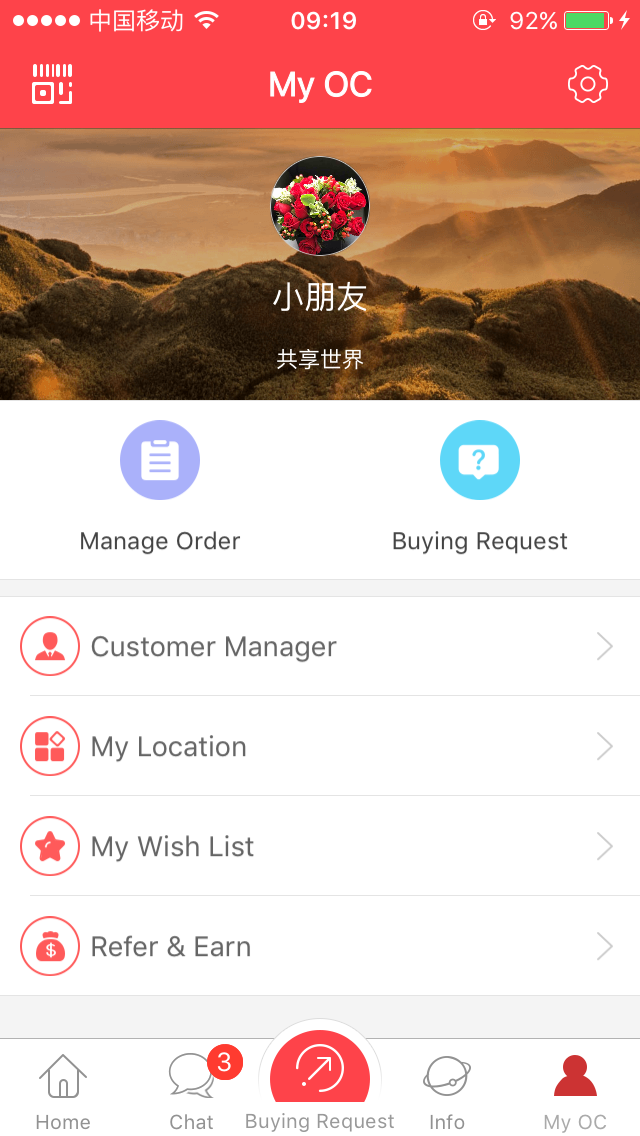 中国移动 09:19 92%
My OC
小朋友
共享世界
Manage Order Buying Request
Customer Manager
My Location
My Wish List
Refer & Earn
3
Home Chat Buying Request Info My OC